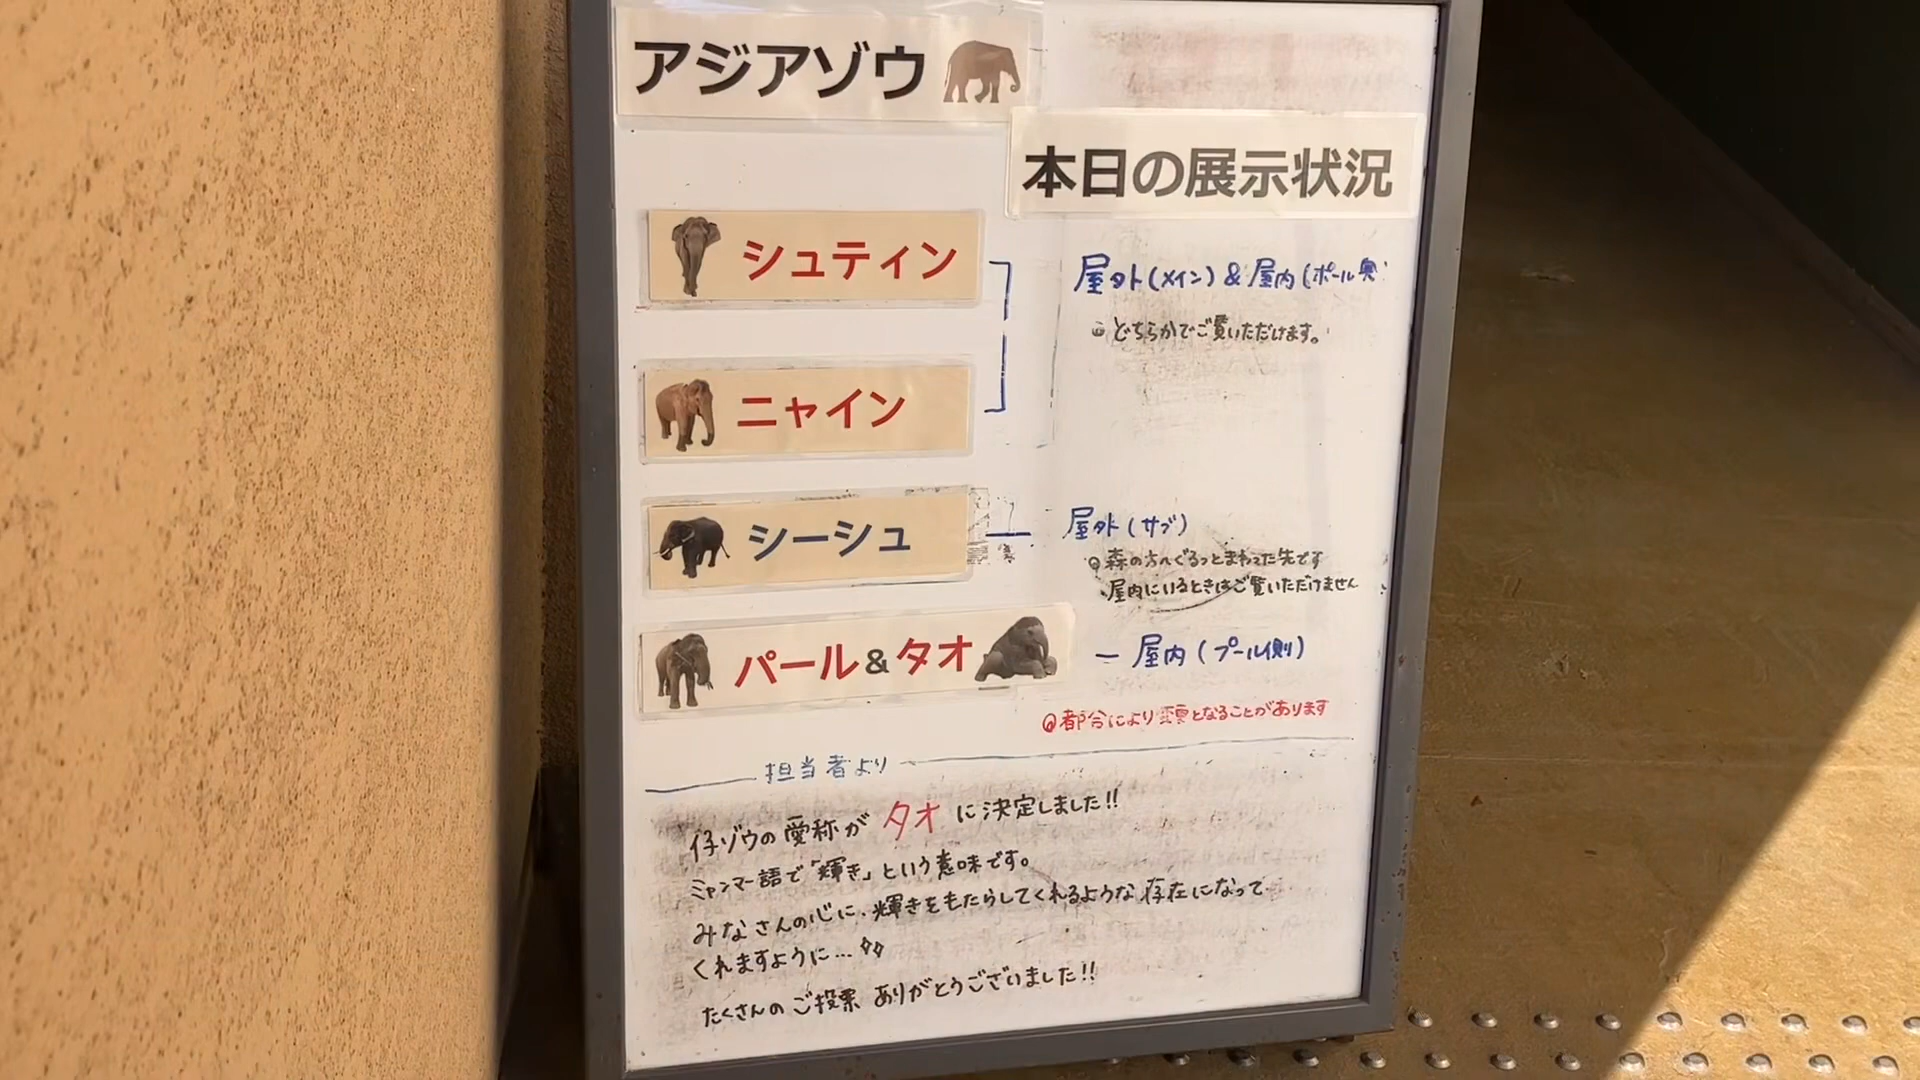 アジアゾウ
本日の展示状況
シュティン
屋外(メイン)&屋内(ポール奥
どちらかでご覧いただけます。
ニャイン
シーシュ
屋外(サブ)
森の方へぐるっとまわった先です
屋内にいるときはご覧いただけません
パール&タオ
屋内(プール側)
都合により変更となることがあります
担当者より
仔ゾウの愛称が タオ に決定しました!!
ミャンマー語で「輝き」という意味です。
みなさんの心に、輝きをもたらしてくれるような存在になって
くれますように…
たくさんのご投票 ありがとうございました!!